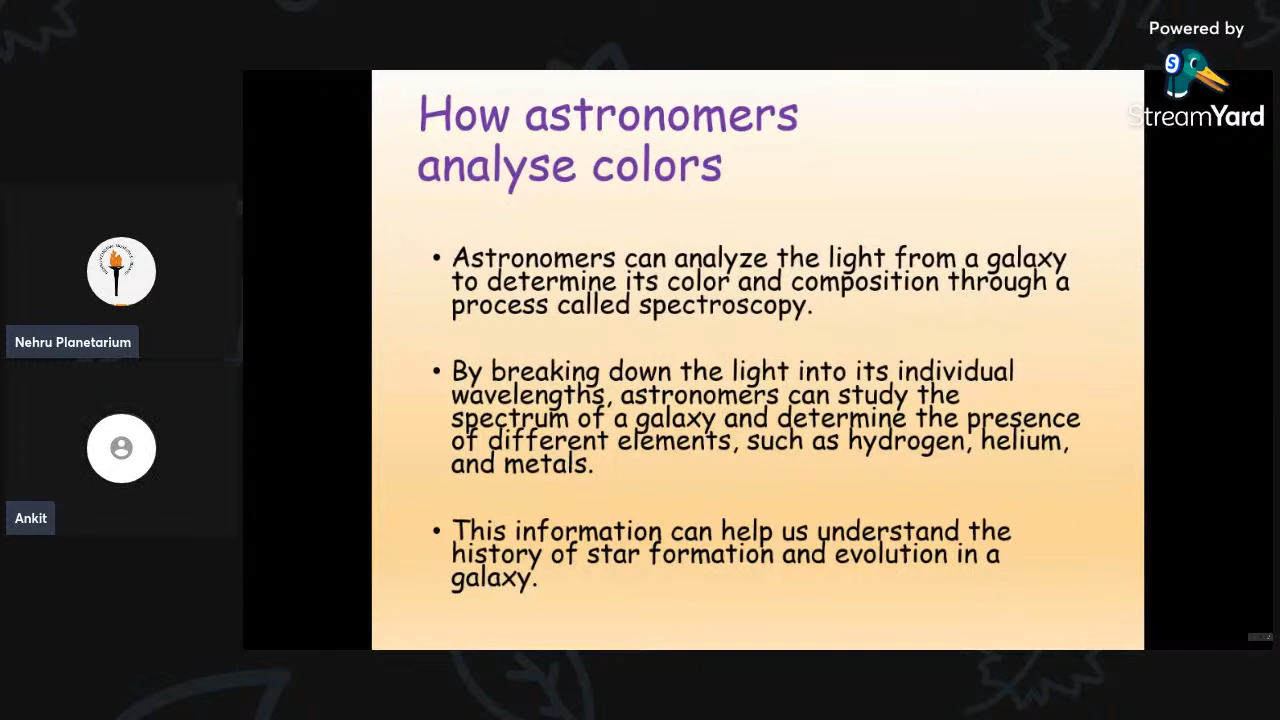 Powered by
StreamYard
How astronomers
analyse colors
• Astronomers can analyze the light from a galaxy
to determine its color and composition through a
process called spectroscopy.
• By breaking down the light into its individual
wavelengths, astronomers can study the
spectrum of a galaxy and determine the presence
of different elements, such as hydrogen, helium,
and metals.
• This information can help us understand the
history of star formation and evolution in a
galaxy.
Nehru Planetarium
Ankit